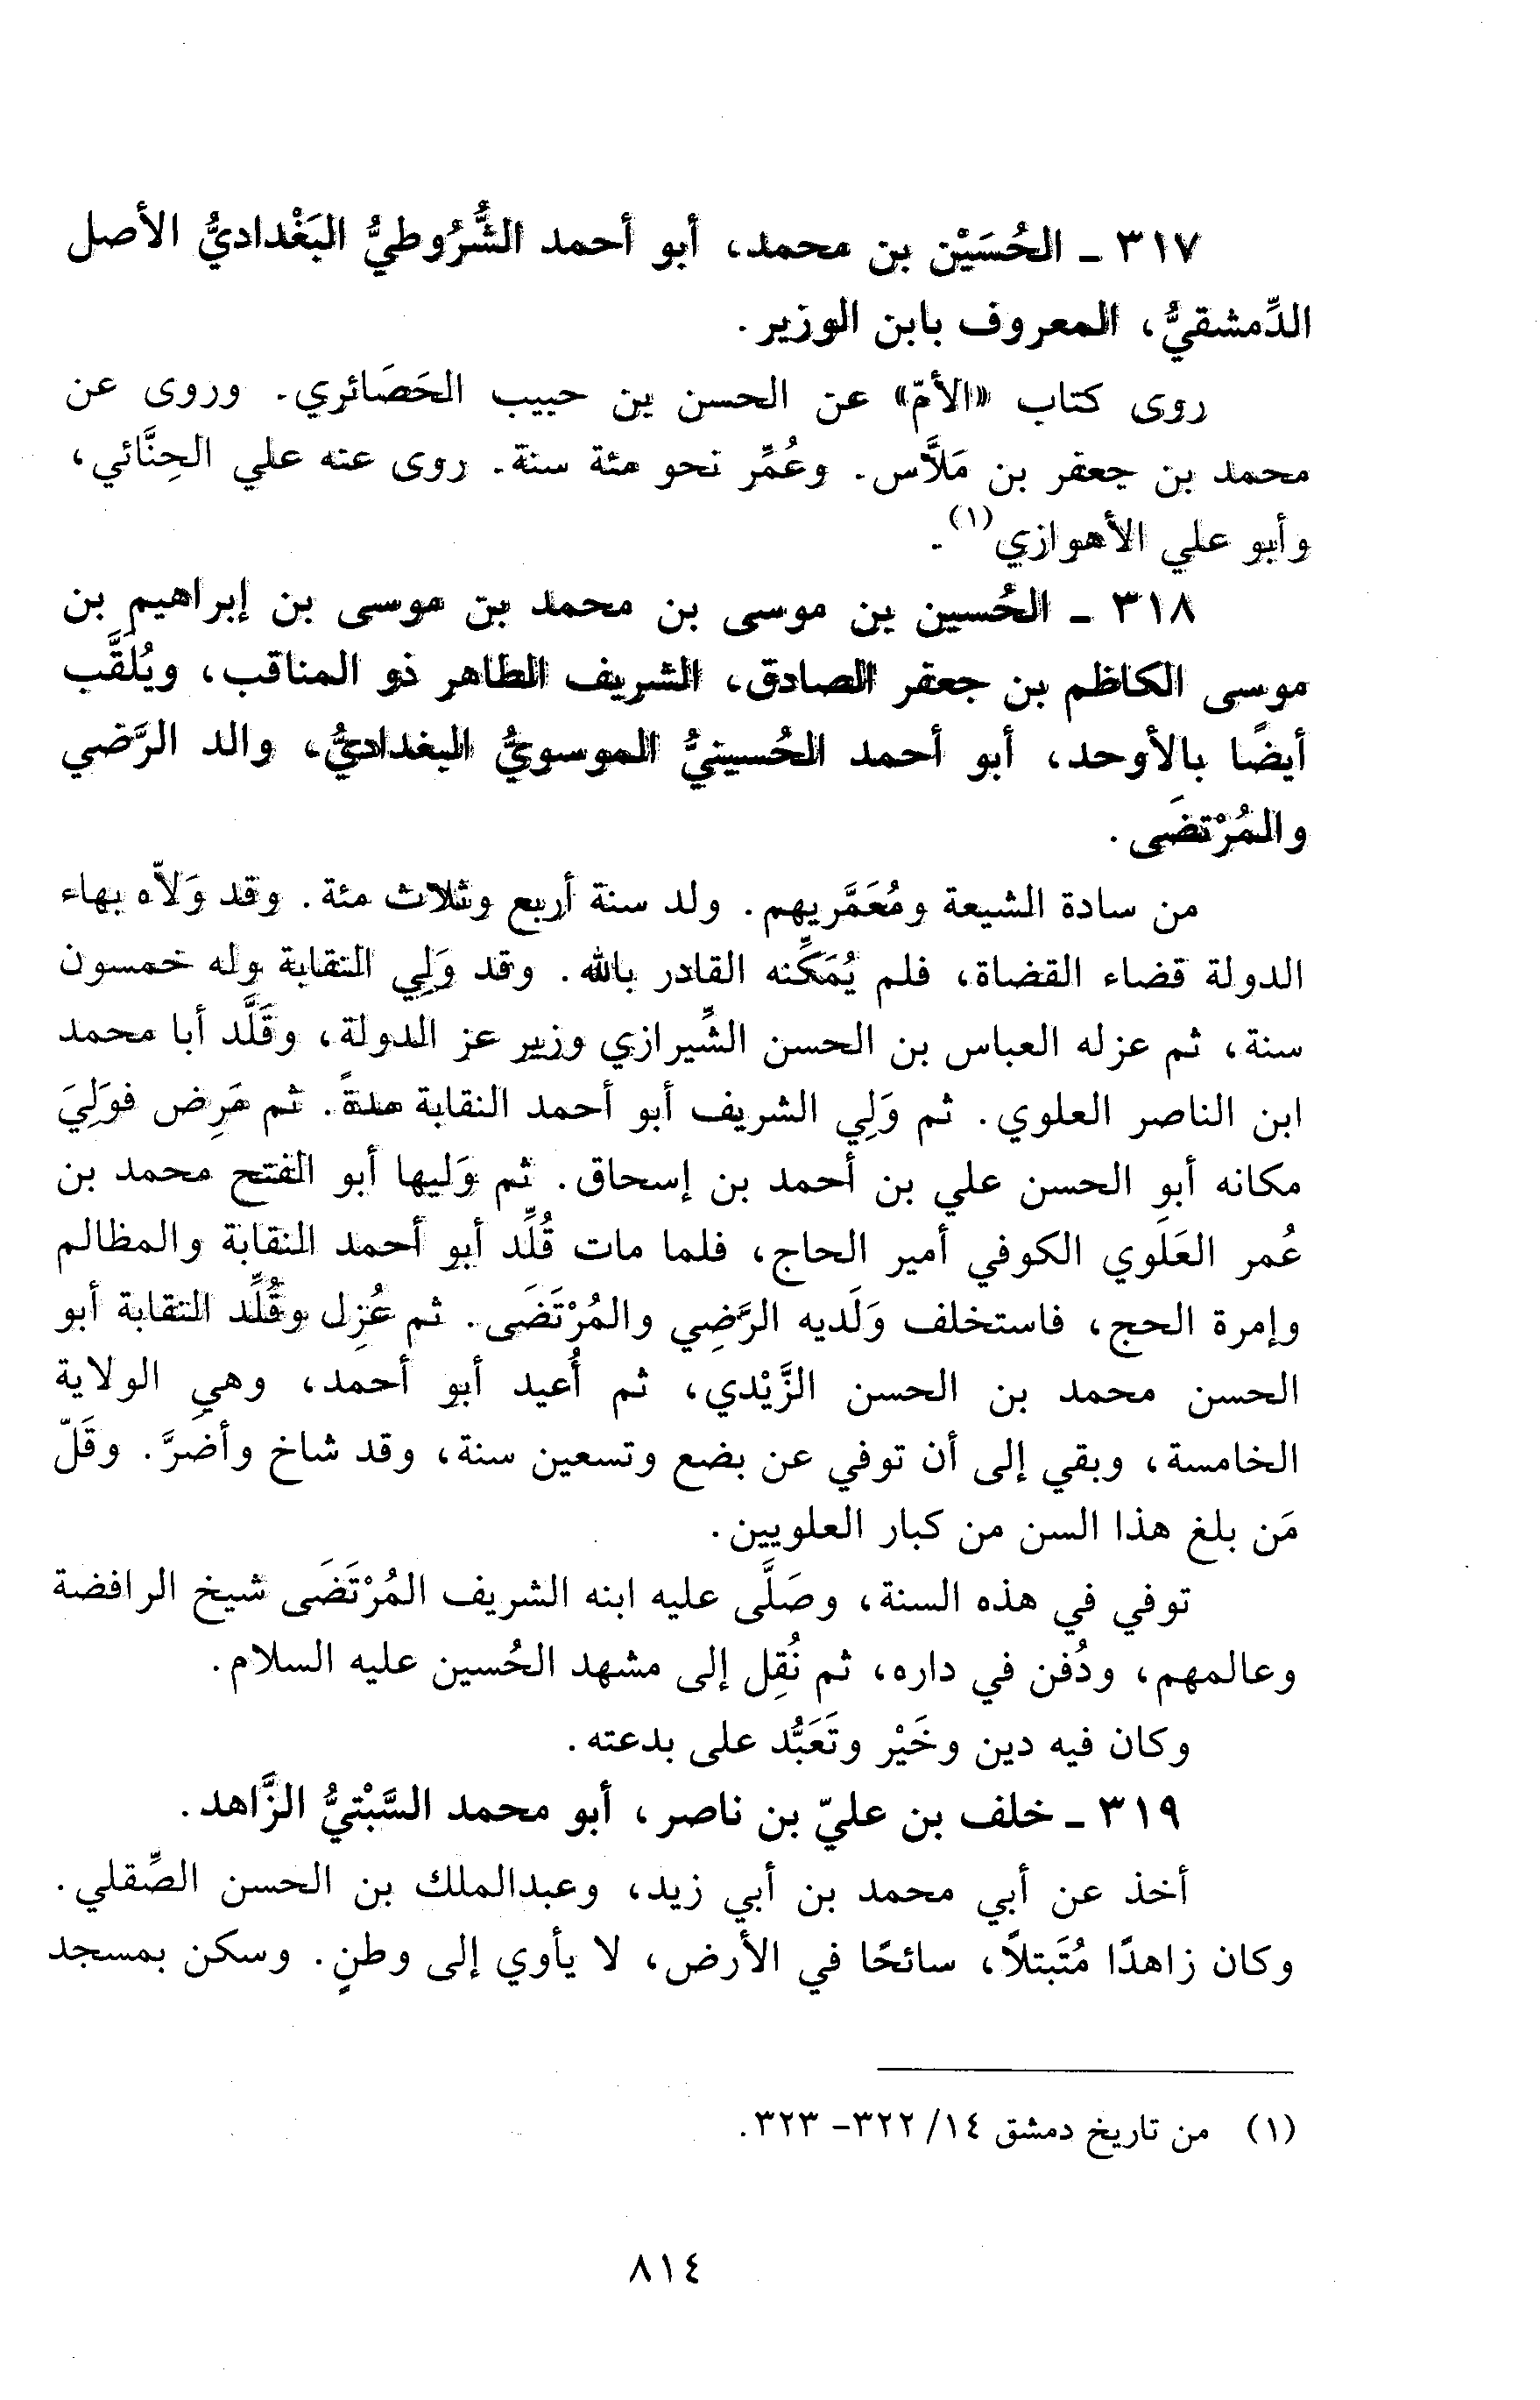 ٣١٧ - الحُسَيْن بن محمد، أبو أحمد الشُّرُوطيُّ البَغْداديُّ الأصل
الدِّمشقيُّ، المعروف بابن الوزير.
روى كتاب «الأمّ» عن الحسن بن حبيب الحَصَائري. وروى عن
محمد بن جعفر بن مَلَّاس. وعُمِّر نحو مئة سنة. روى عنه علي الحِنَّائي،
وأبو علي الأهوازي(١).
٣١٨ - الحُسين بن موسى بن محمد بن موسى بن إبراهيم بن
موسى الكاظم بن جعفر الصادق، الشريف الطاهر ذو المناقب، ويُلَقَّب
أيضًا بالأوحد، أبو أحمد الحُسينيُّ الموسويُّ البغداديُّ، والد الرَّضي
والمُرْتضَى.
من سادة الشيعة ومُعَمَّريهم. ولد سنة أربع وثلاث مئة. وقد وَلاّه بهاء
الدولة قضاء القضاة، فلم يُمَكِّنه القادر بالله. وقد وَلِي النقابة وله خمسون
سنة، ثم عزله العباس بن الحسن الشِّيرازي وزير عز الدولة، وقَلَّد أبا محمد
ابن الناصر العلوي. ثم وَلِي الشريف أبو أحمد النقابة مدةً. ثم مَرِض فوَلِيَ
مكانه أبو الحسن علي بن أحمد بن إسحاق. ثم وَليها أبو الفتح محمد بن
عُمر العَلَوي الكوفي أمير الحاج، فلما مات قُلِّد أبو أحمد النقابة والمظالم
وإمرة الحج، فاستخلف وَلَديه الرَّضِي والمُرْتَضَى. ثم عُزِل وقُلِّد النقابة أبو
الحسن محمد بن الحسن الزَّيْدي، ثم أُعيد أبو أحمد، وهي الولاية
الخامسة، وبقي إلى أن توفي عن بضع وتسعين سنة، وقد شاخ وأضرَّ. وقَلّ
مَن بلغ هذا السن من كبار العلويين.
توفي في هذه السنة، وصَلَّى عليه ابنه الشريف المُرْتَضَى شيخ الرافضة
وعالمهم، ودُفن في داره، ثم نُقِل إلى مشهد الحُسين عليه السلام.
وكان فيه دين وخَيْر وتَعَبُّد على بدعته.
٣١٩ - خلف بن عليّ بن ناصر، أبو محمد السَّبْتيُّ الزَّاهد.
أخذ عن أبي محمد بن أبي زيد، وعبدالملك بن الحسن الصِّقلي.
وكان زاهدًا مُتَبتلاً، سائحًا في الأرض، لا يأوي إلى وطنٍ. وسكن بمسجد
(١) من تاريخ دمشق ١٤/ ٣٢٢- ٣٢٣.
٨١٤